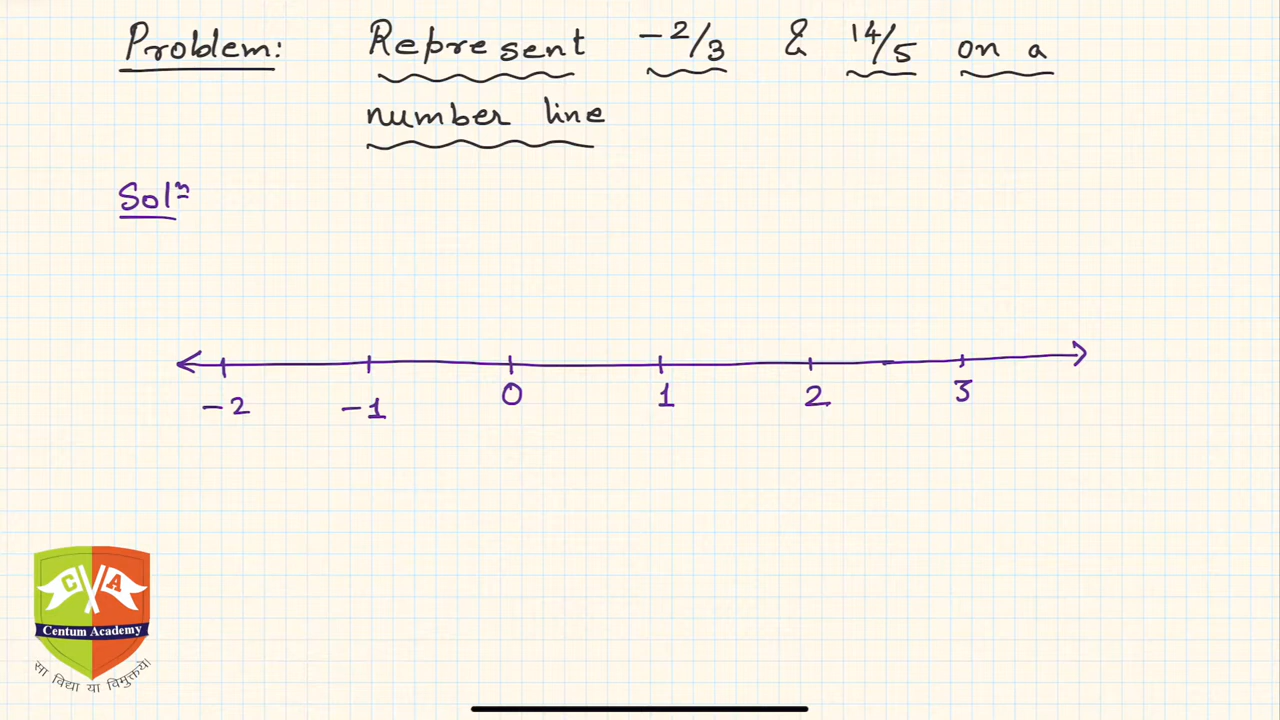 Problem: Represent -2/3 & 14/5 on a
number line
Solⁿ
-2 -1 0 1 2 3
C A
Centum Academy
सा विद्या या विमुक्तये।